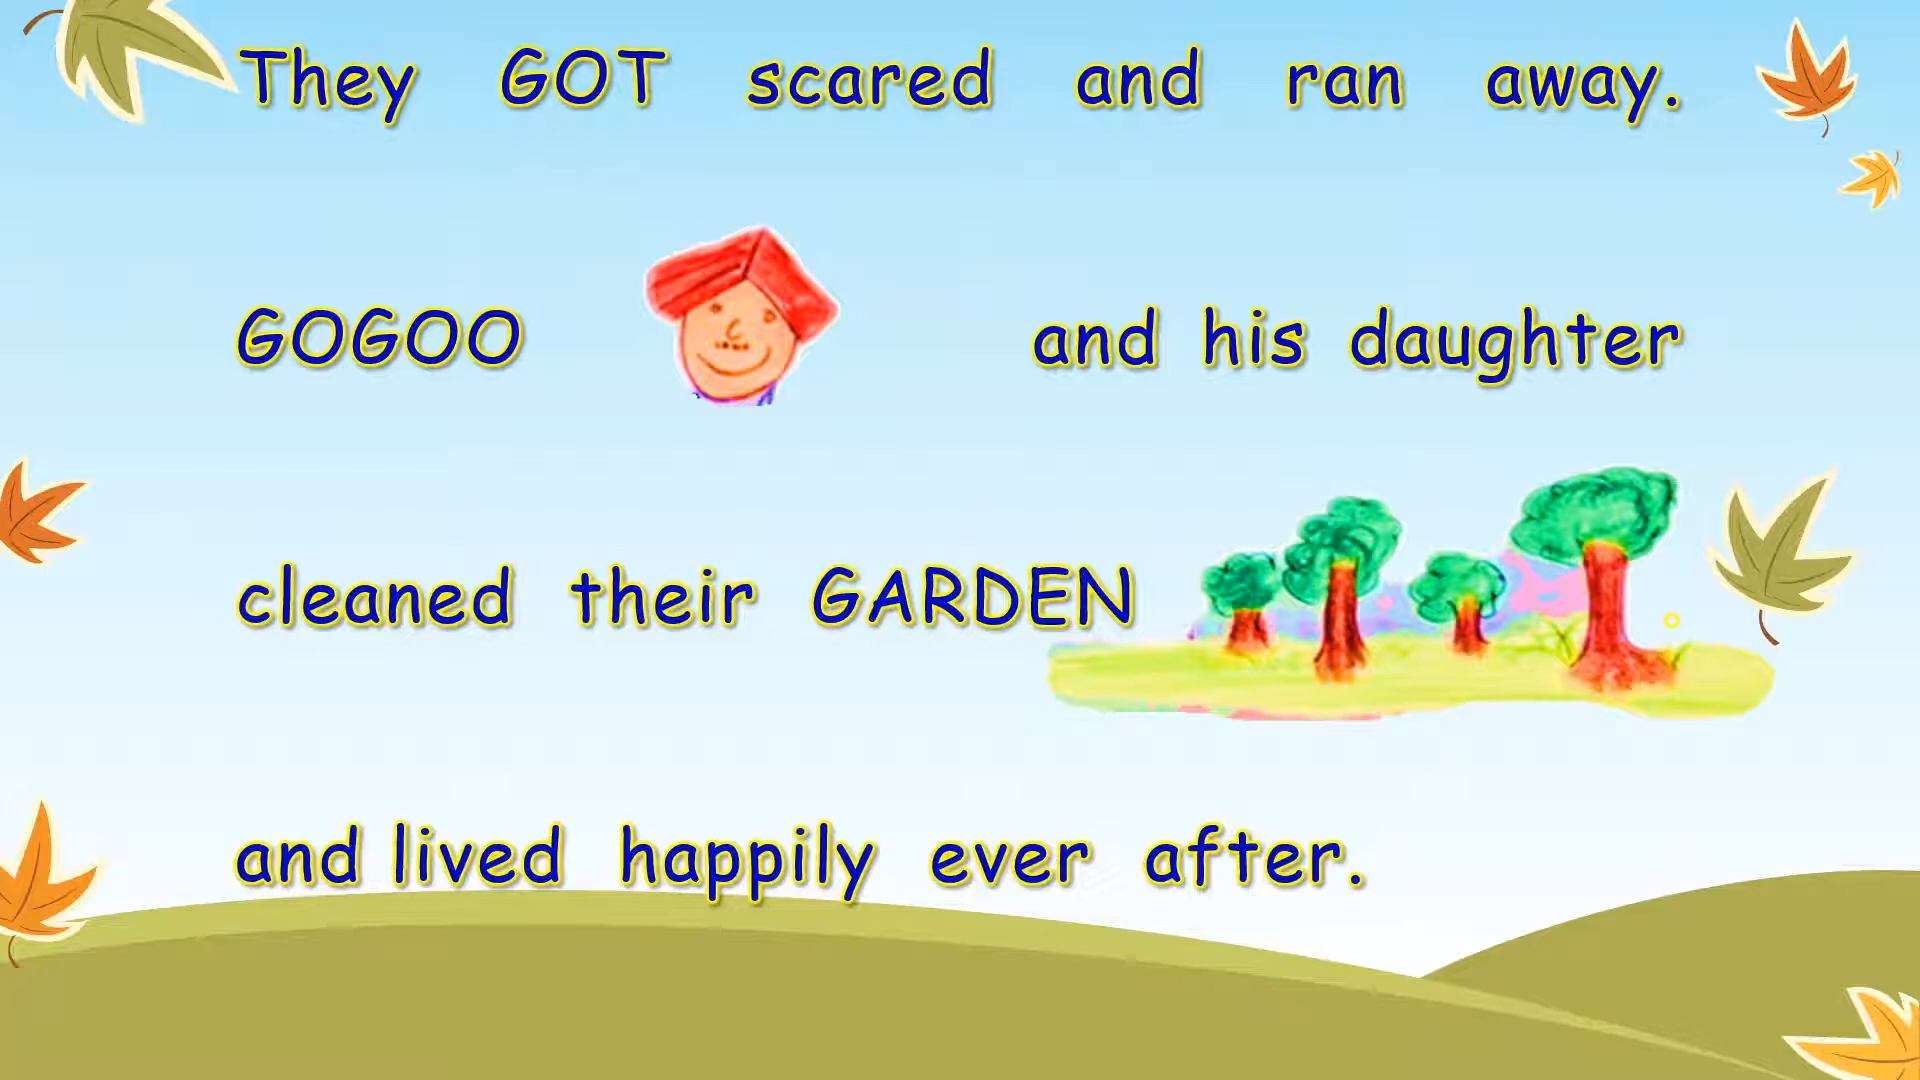 They GOT scared and ran away.
GOGOO and his daughter
cleaned their GARDEN
and lived happily ever after.